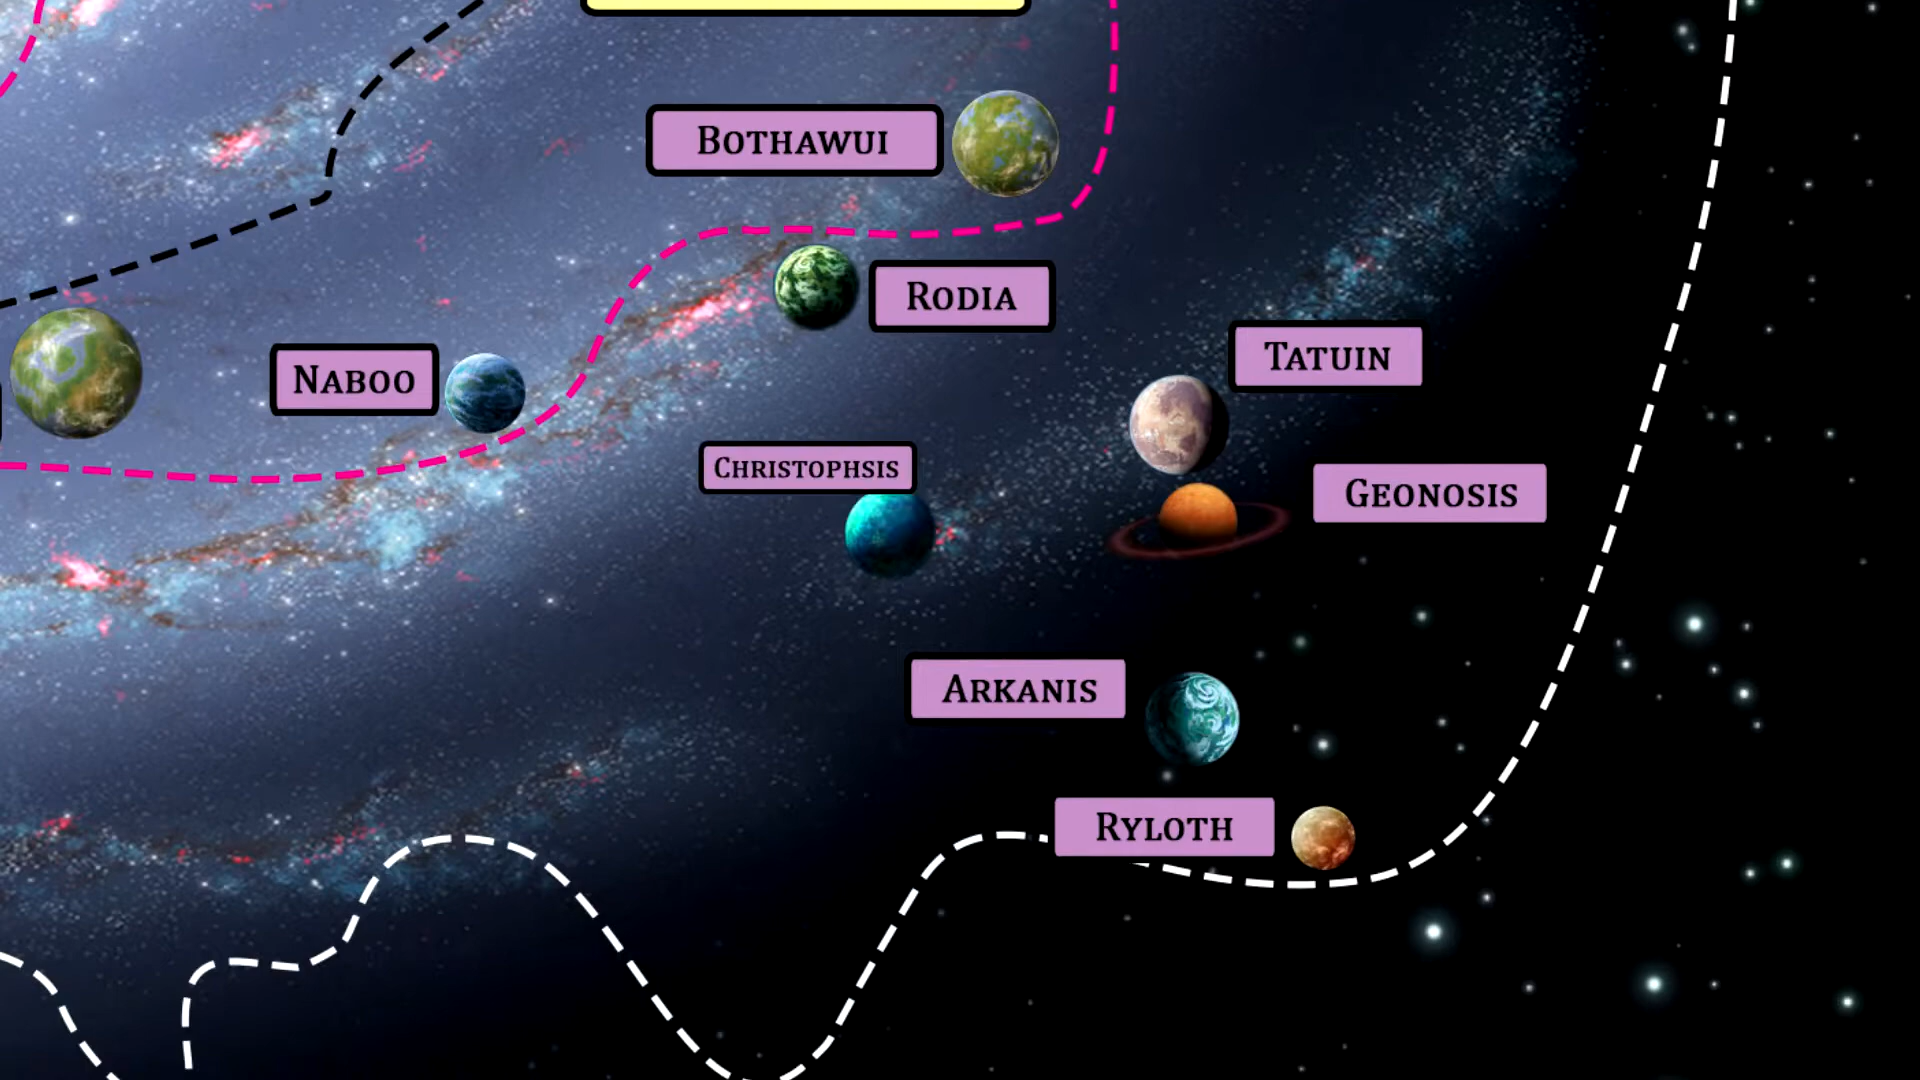 Bothawui
Rodia
Tatuin
Naboo
Christophsis
Geonosis
Arkanis
Ryloth